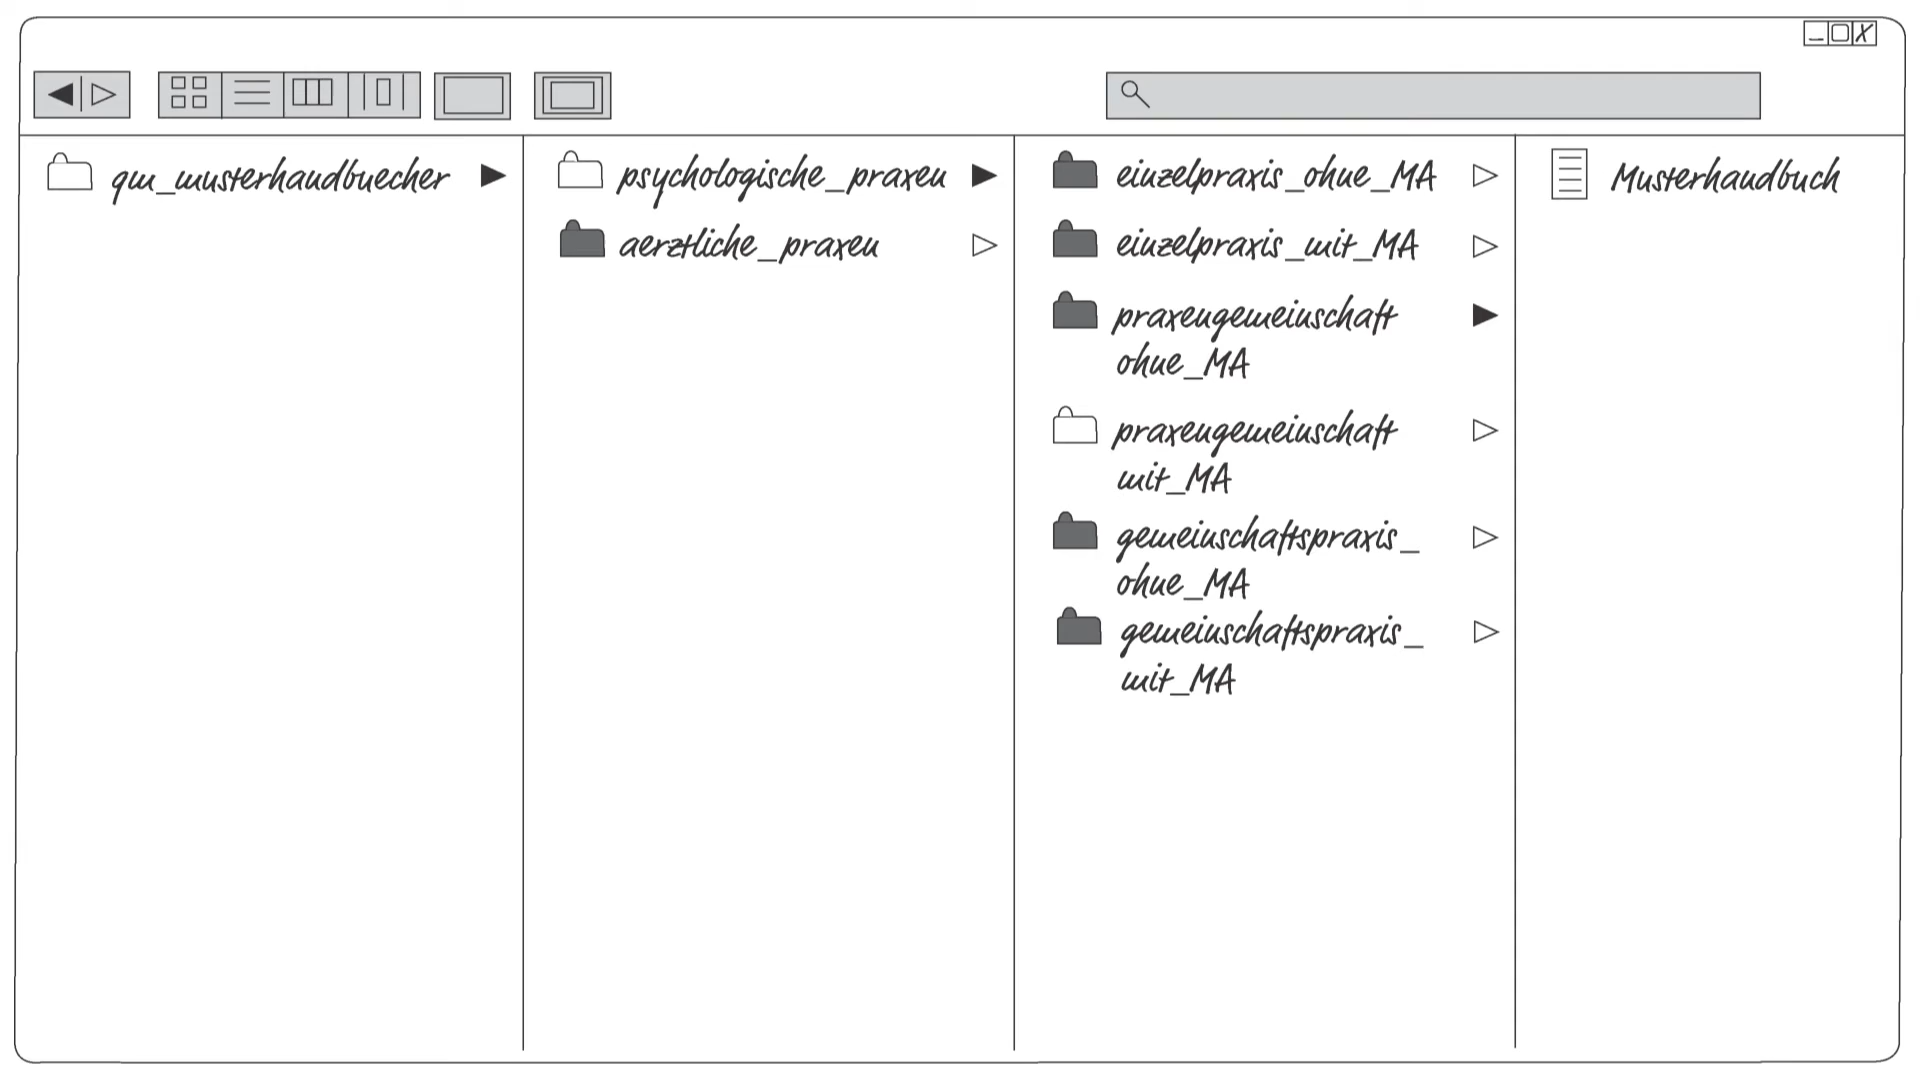 qm_musterhandbuecher
psychologische_praxen
aerztliche_praxen
einzelpraxis_ohne_MA
einzelpraxis_mit_MA
praxengemeinschaft
ohne_MA
praxengemeinschaft
mit_MA
gemeinschaftspraxis_
ohne_MA
gemeinschaftspraxis_
mit_MA
Musterhandbuch